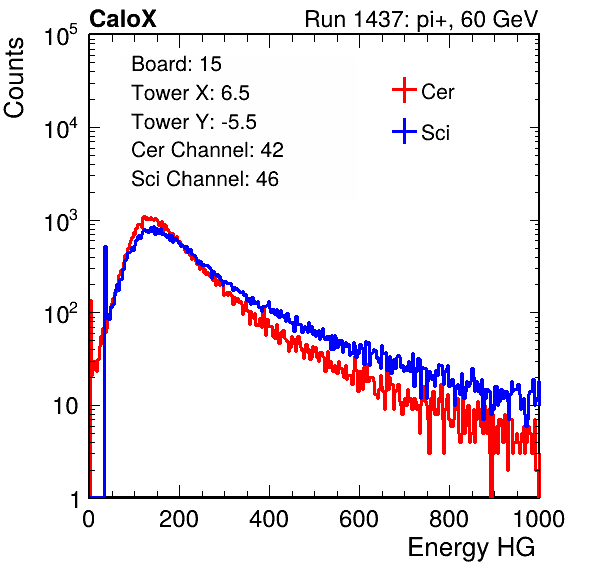 CaloX
Run 1437: pi+, 60 GeV
Counts
10^5
10^4
10^3
10^2
10
1
Board: 15
Tower X: 6.5
Tower Y: -5.5
Cer Channel: 42
Sci Channel: 46
Cer
Sci
0 200 400 600 800 1000
Energy HG